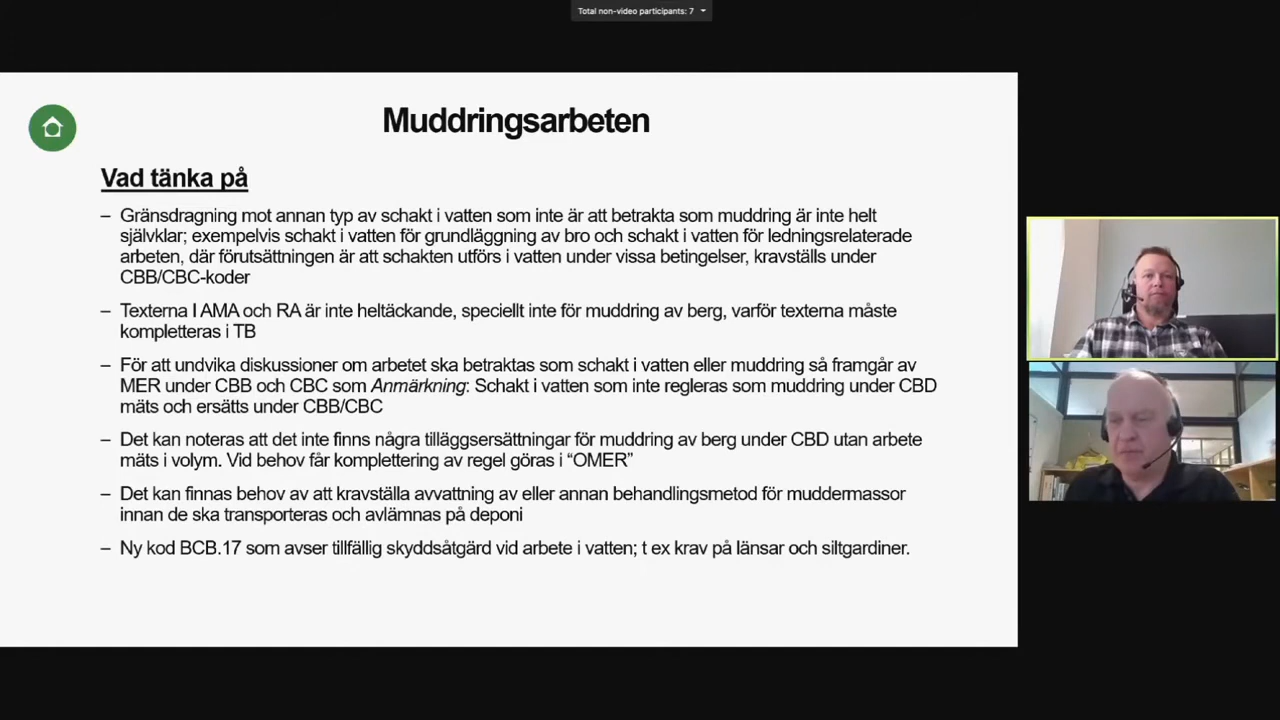 Total non-video participants: 7
Muddringsarbeten
Vad tänka på
– Gränsdragning mot annan typ av schakt i vatten som inte är att betrakta som muddring är inte helt
självklar; exempelvis schakt i vatten för grundläggning av bro och schakt i vatten för ledningsrelaterade
arbeten, där förutsättningen är att schakten utförs i vatten under vissa betingelser, kravställs under
CBB/CBC-koder
– Texterna I AMA och RA är inte heltäckande, speciellt inte för muddring av berg, varför texterna måste
kompletteras i TB
– För att undvika diskussioner om arbetet ska betraktas som schakt i vatten eller muddring så framgår av
MER under CBB och CBC som Anmärkning: Schakt i vatten som inte regleras som muddring under CBD
mäts och ersätts under CBB/CBC
– Det kan noteras att det inte finns några tilläggsersättningar för muddring av berg under CBD utan arbete
mäts i volym. Vid behov får komplettering av regel göras i “OMER”
– Det kan finnas behov av att kravställa avvattning av eller annan behandlingsmetod för muddermassor
innan de ska transporteras och avlämnas på deponi
– Ny kod BCB.17 som avser tillfällig skyddsåtgärd vid arbete i vatten; t ex krav på länsar och siltgardiner.